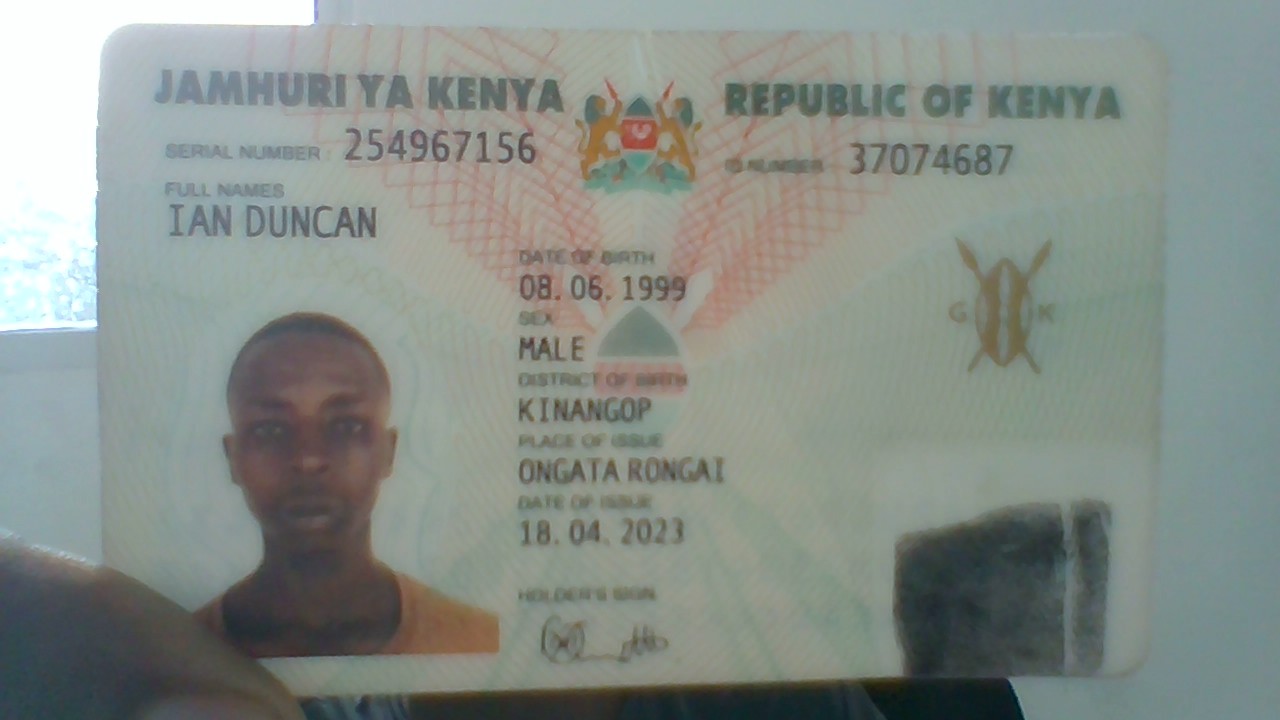 JAMHURI YA KENYA REPUBLIC OF KENYA
SERIAL NUMBER : 254967156 ID NUMBER 37074687
FULL NAMES
IAN DUNCAN
DATE OF BIRTH
08. 06. 1999
SEX
MALE
G K
DISTRICT OF BIRTH
KINANGOP
PLACE OF ISSUE
ONGATA RONGAI
DATE OF ISSUE
18. 04. 2023
HOLDER'S SIGN.